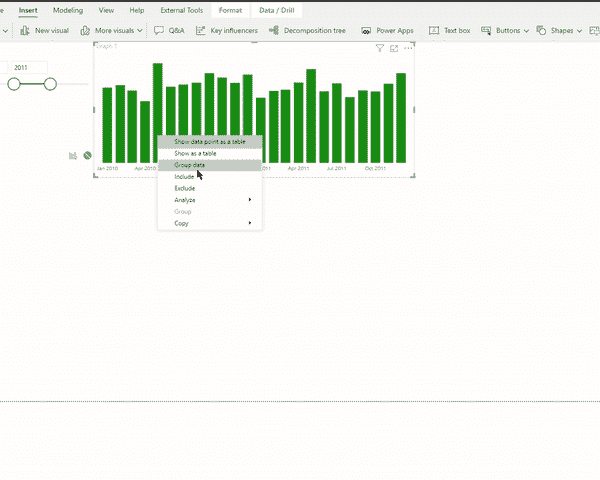 e Insert Modeling View Help External Tools Format Data / Drill
New visual More visuals Q&A Key influencers Decomposition tree Power Apps Text box Buttons Shapes
Graph 1
2011
Show data point as a table
Show as a table
Group data
Include
Exclude
Analyze
Group
Copy
Jan 2010 Apr 2010 2011 Apr 2011 Jul 2011 Oct 2011